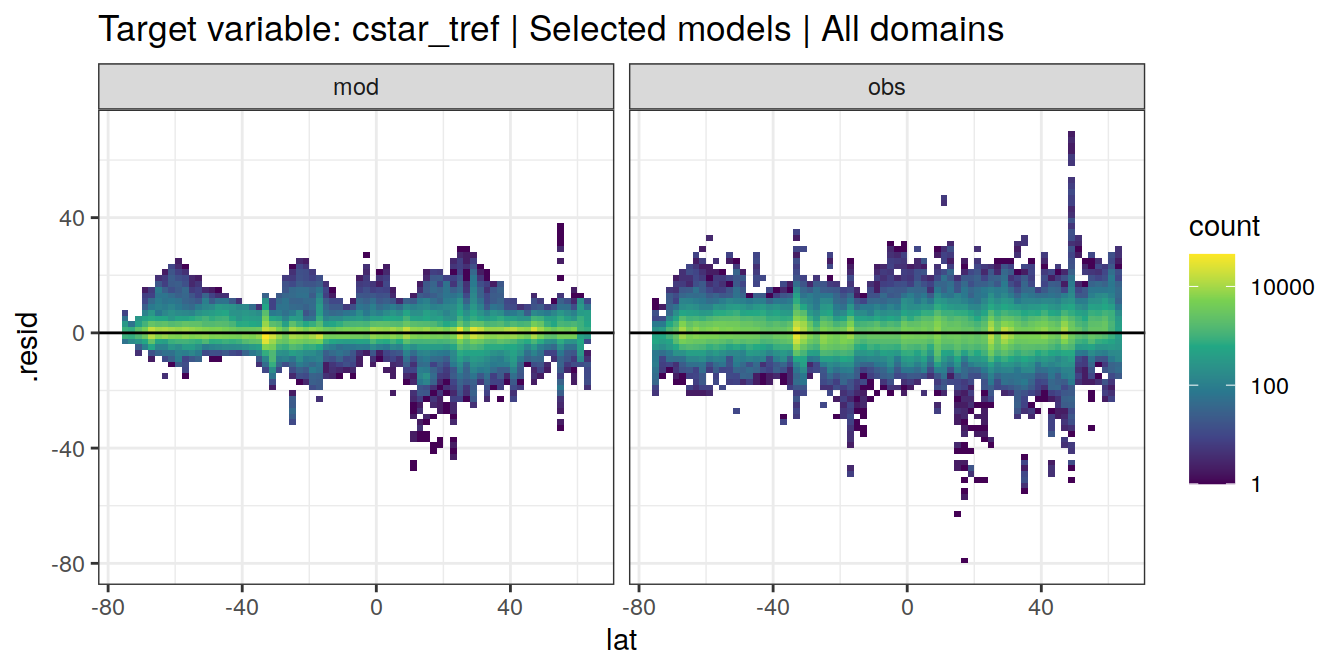 Target variable: cstar_tref | Selected models | All domains
mod
obs
.resid
40
0
-40
-80
-80
-40
0
40
-80
-40
0
40
lat
count
10000
100
1